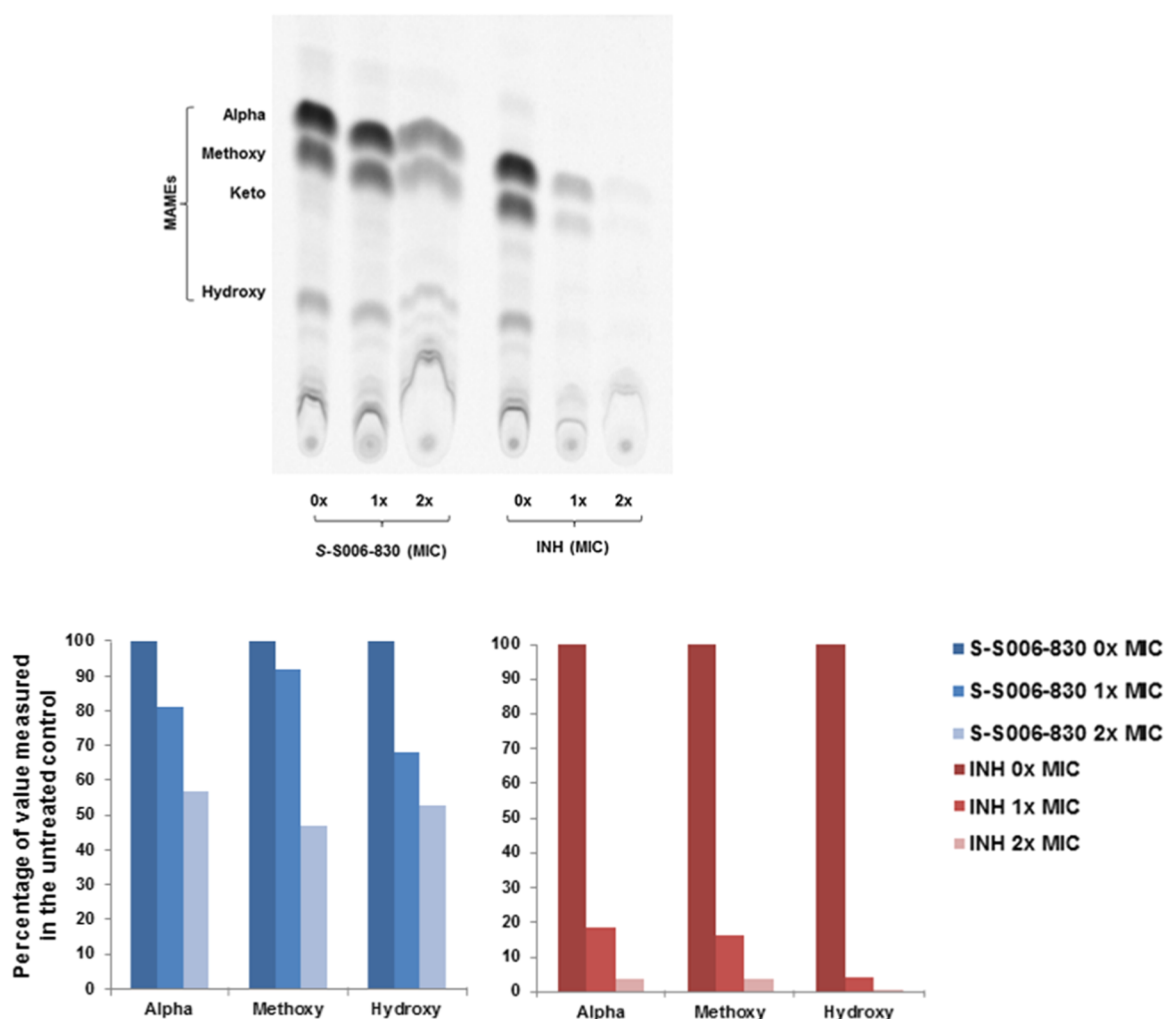 Alpha
Methoxy
Keto
Hydroxy
MAMEs
0x 1x 2x 0x 1x 2x
S-S006-830 (MIC)
INH (MIC)
Percentage of value measured
In the untreated control
100
90
80
70
60
50
40
30
20
10
0
Alpha Methoxy Hydroxy
100
90
80
70
60
50
40
30
20
10
0
Alpha Methoxy Hydroxy
S-S006-830 0x MIC
S-S006-830 1x MIC
S-S006-830 2x MIC
INH 0x MIC
INH 1x MIC
INH 2x MIC